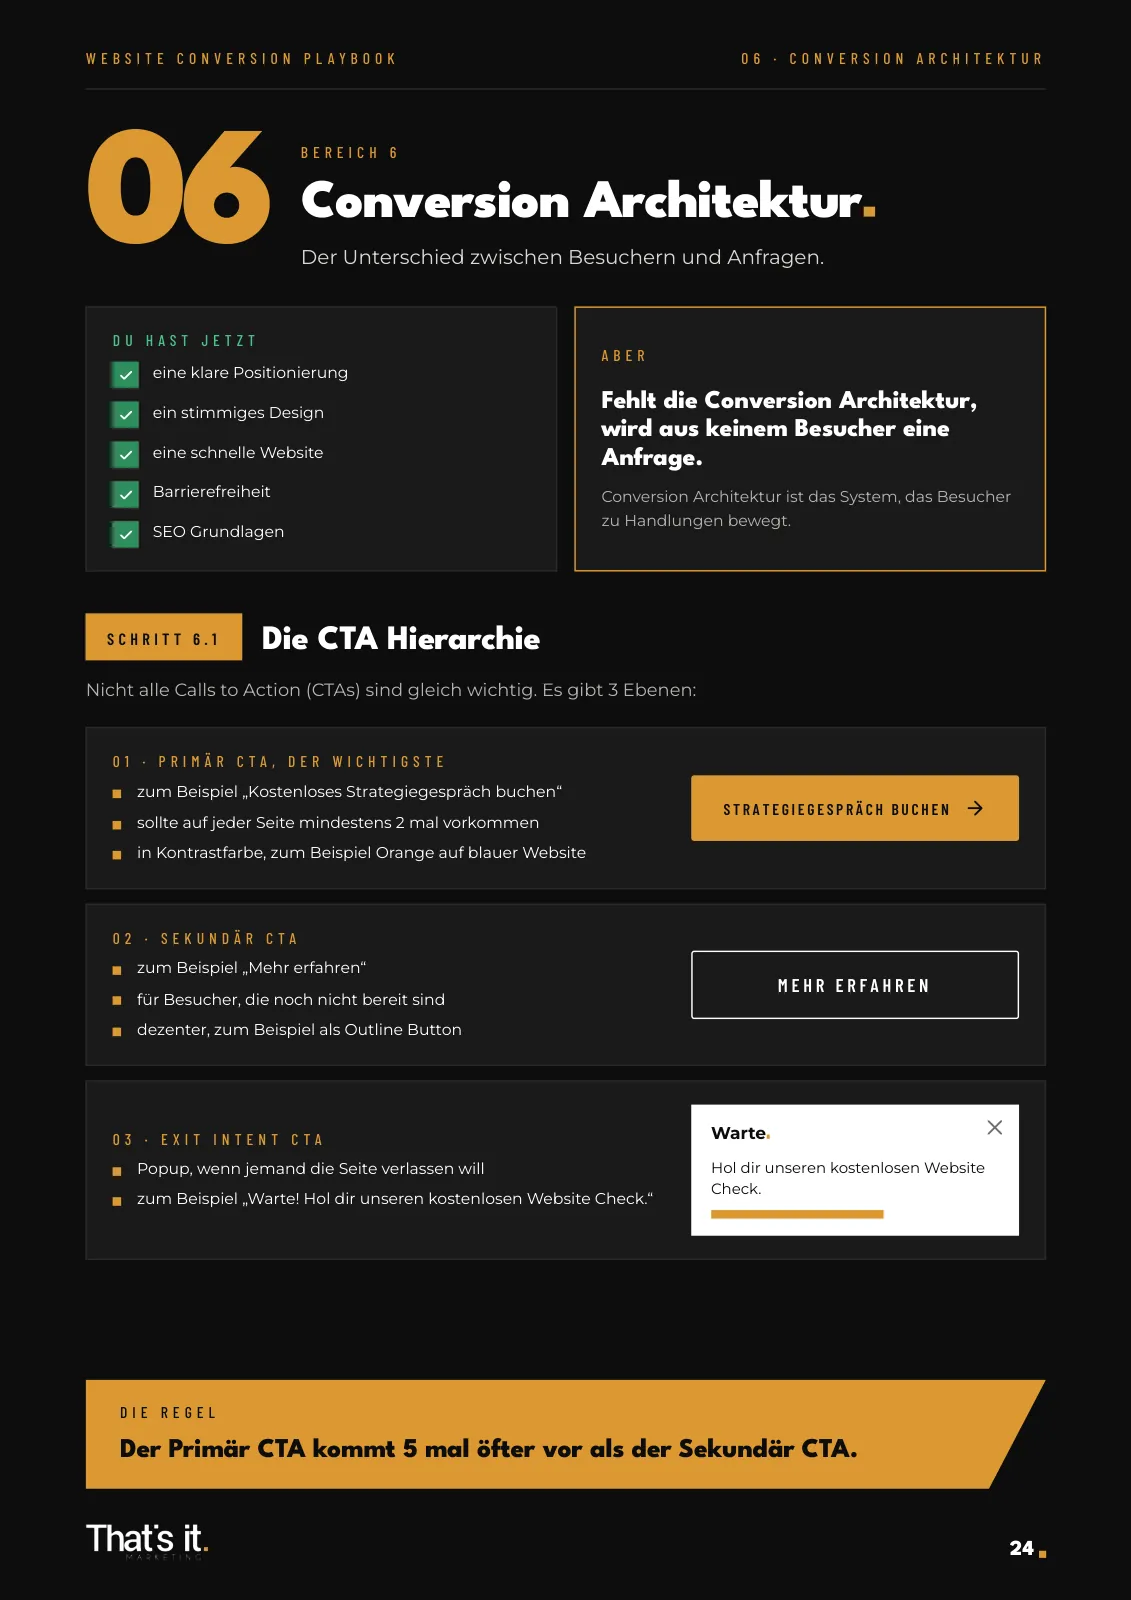 WEBSITE CONVERSION PLAYBOOK
06 · CONVERSION ARCHITEKTUR
06
BEREICH 6
Conversion Architektur.
Der Unterschied zwischen Besuchern und Anfragen.
DU HAST JETZT
eine klare Positionierung
ein stimmiges Design
eine schnelle Website
Barrierefreiheit
SEO Grundlagen
ABER
Fehlt die Conversion Architektur,
wird aus keinem Besucher eine
Anfrage.
Conversion Architektur ist das System, das Besucher
zu Handlungen bewegt.
SCHRITT 6.1
Die CTA Hierarchie
Nicht alle Calls to Action (CTAs) sind gleich wichtig. Es gibt 3 Ebenen:
01 · PRIMÄR CTA, DER WICHTIGSTE
zum Beispiel „Kostenloses Strategiegespräch buchen“
sollte auf jeder Seite mindestens 2 mal vorkommen
in Kontrastfarbe, zum Beispiel Orange auf blauer Website
STRATEGIEGESPRÄCH BUCHEN →
02 · SEKUNDÄR CTA
zum Beispiel „Mehr erfahren“
für Besucher, die noch nicht bereit sind
dezenter, zum Beispiel als Outline Button
MEHR ERFAHREN
03 · EXIT INTENT CTA
Popup, wenn jemand die Seite verlassen will
zum Beispiel „Warte! Hol dir unseren kostenlosen Website Check.“
Warte.
Hol dir unseren kostenlosen Website
Check.
DIE REGEL
Der Primär CTA kommt 5 mal öfter vor als der Sekundär CTA.
That's it.
MARKETING
24